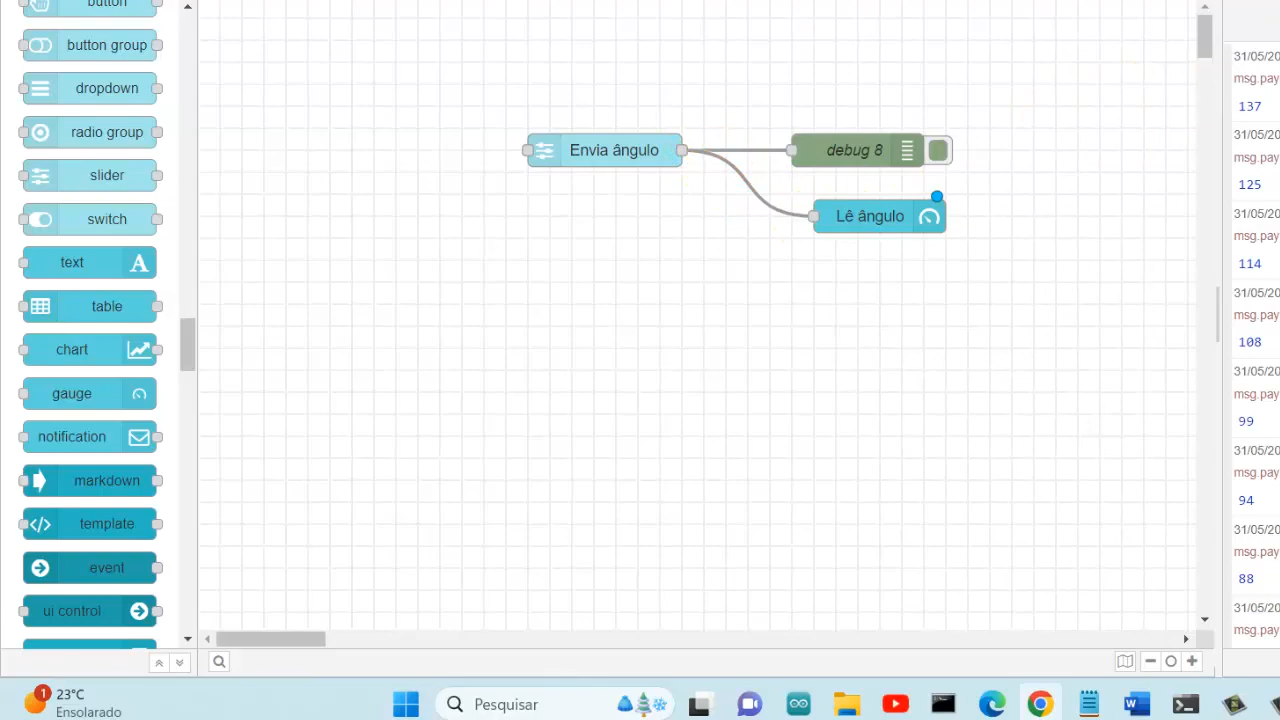 button
button group
dropdown
radio group
slider
switch
text
table
chart
gauge
notification
markdown
template
event
ui control
Envia ângulo
debug 8
Lê ângulo
31/05/20
msg.pay
137
31/05/20
msg.pay
125
31/05/20
msg.pay
114
31/05/20
msg.pay
108
31/05/20
msg.pay
99
31/05/20
msg.pay
94
31/05/20
msg.pay
88
31/05/20
msg.pay
1
23°C
Ensolarado
Pesquisar